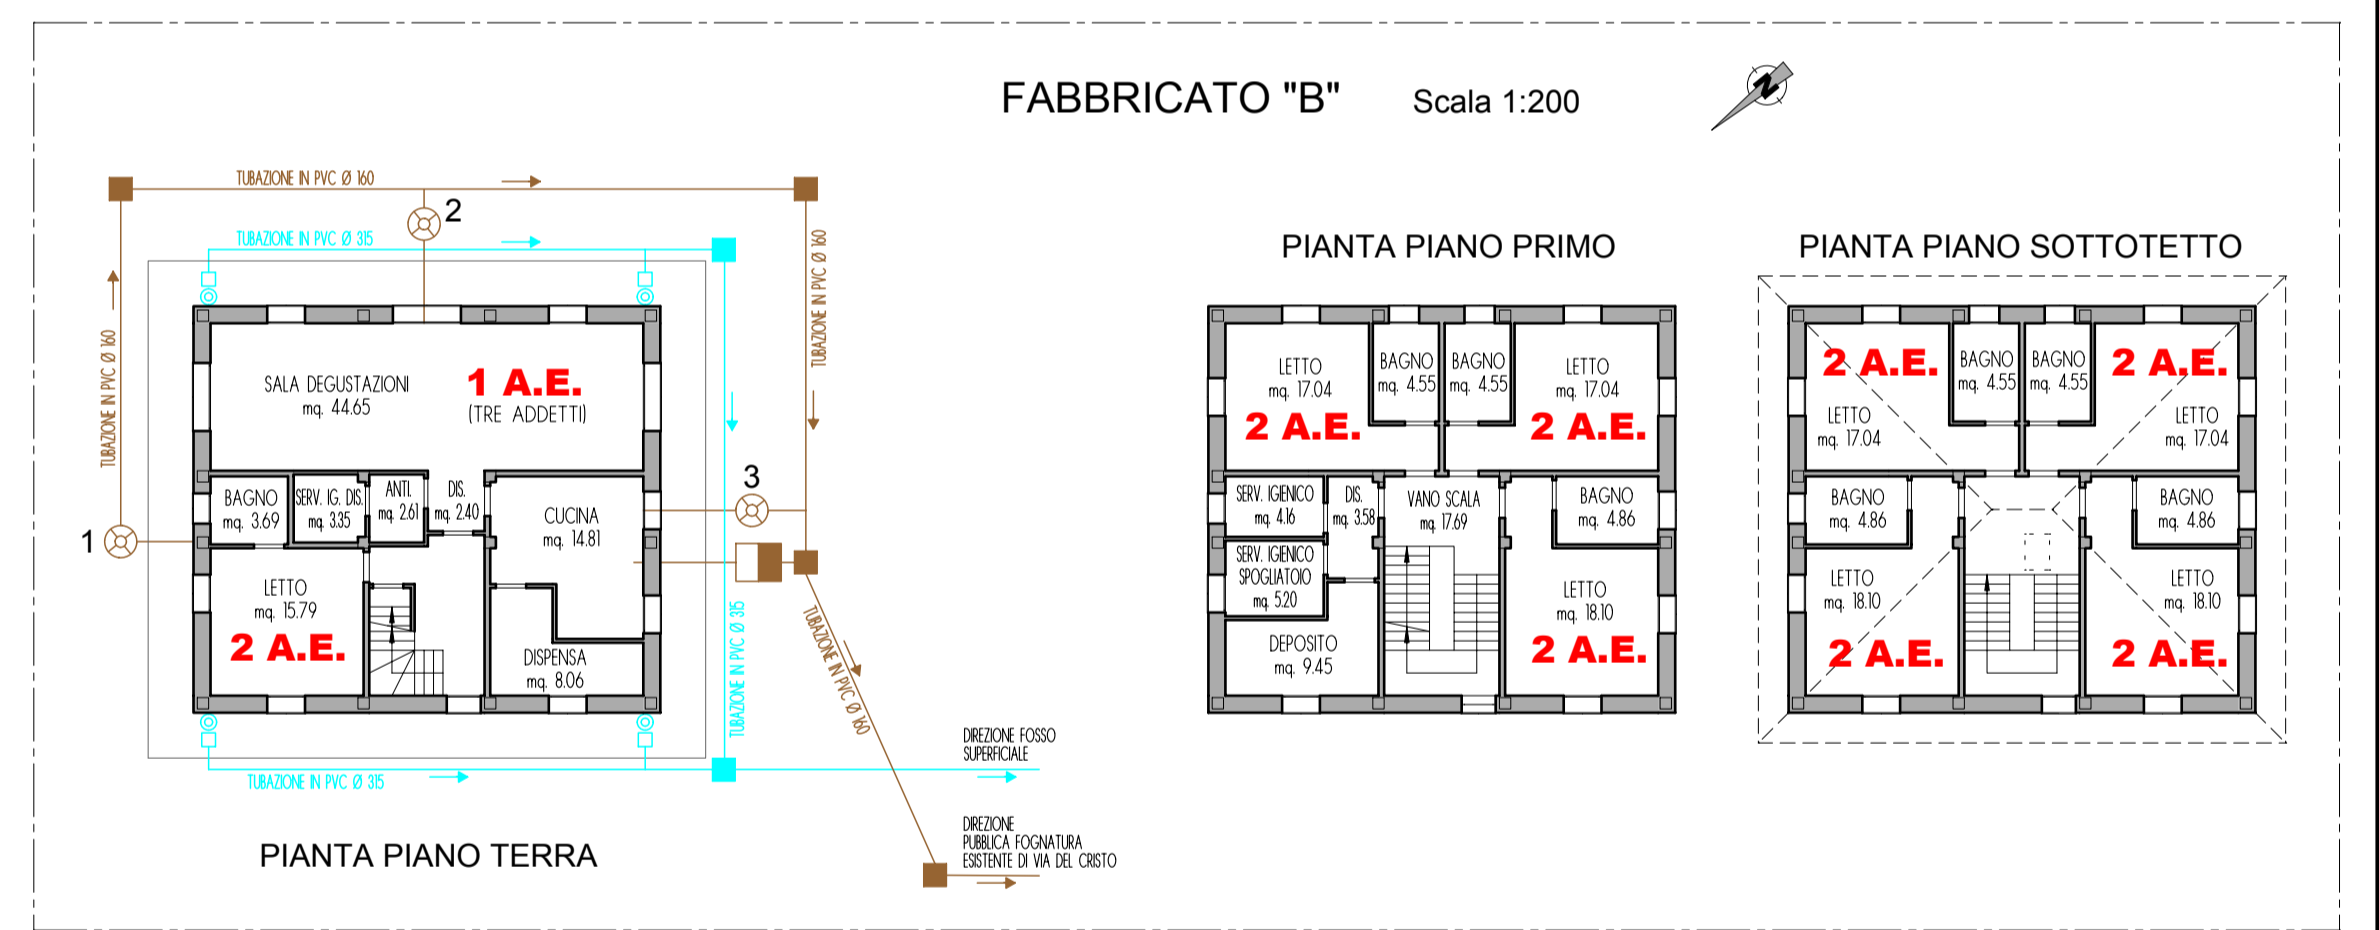 FABBRICATO "B" Scala 1:200
N
TUBAZIONE IN PVC Ø 160
2
TUBAZIONE IN PVC Ø 315
TUBAZIONE IN PVC Ø 160
TUBAZIONE IN PVC Ø 160
SALA DEGUSTAZIONI
mq. 44.65
1 A.E.
(TRE ADDETTI)
1
3
BAGNO
mq. 3.69
SERV. IG. DIS.
mq. 3.35
ANTI.
mq. 2.61
DIS.
mq. 2.40
CUCINA
mq. 14.81
LETTO
mq. 15.79
2 A.E.
DISPENSA
mq. 8.06
TUBAZIONE IN PVC Ø 315
TUBAZIONE IN PVC Ø 160
TUBAZIONE IN PVC Ø 315
DIREZIONE FOSSO
SUPERFICIALE
DIREZIONE
PUBBLICA FOGNATURA
ESISTENTE DI VIA DEL CRISTO
PIANTA PIANO TERRA
PIANTA PIANO PRIMO
LETTO
mq. 17.04
2 A.E.
BAGNO
mq. 4.55
BAGNO
mq. 4.55
LETTO
mq. 17.04
2 A.E.
SERV. IGIENICO
mq. 4.16
DIS.
mq. 3.58
VANO SCALA
mq. 17.69
BAGNO
mq. 4.86
SERV. IGIENICO
SPOGLIATOIO
mq. 5.20
DEPOSITO
mq. 9.45
LETTO
mq. 18.10
2 A.E.
PIANTA PIANO SOTTOTETTO
2 A.E.
LETTO
mq. 17.04
BAGNO
mq. 4.55
BAGNO
mq. 4.55
2 A.E.
LETTO
mq. 17.04
BAGNO
mq. 4.86
BAGNO
mq. 4.86
LETTO
mq. 18.10
2 A.E.
LETTO
mq. 18.10
2 A.E.